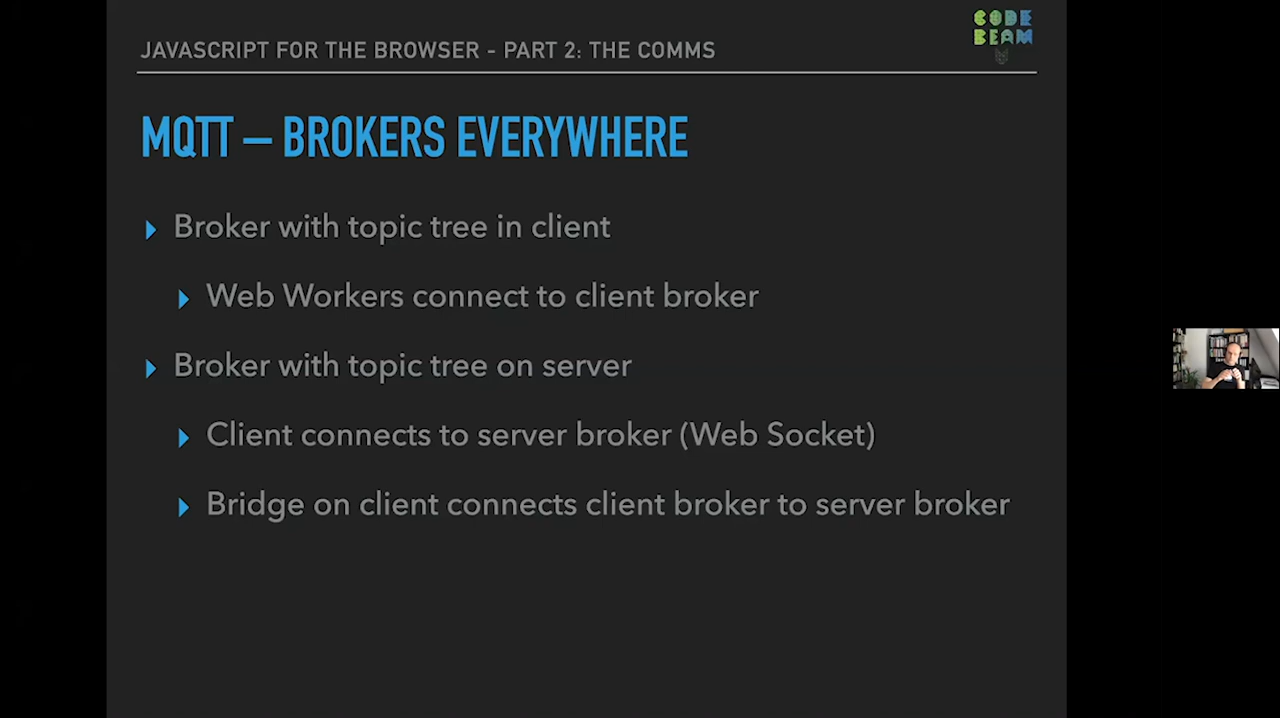 CODE
BEAM
JAVASCRIPT FOR THE BROWSER - PART 2: THE COMMS
MQTT – BROKERS EVERYWHERE
Broker with topic tree in client
Web Workers connect to client broker
Broker with topic tree on server
Client connects to server broker (Web Socket)
Bridge on client connects client broker to server broker